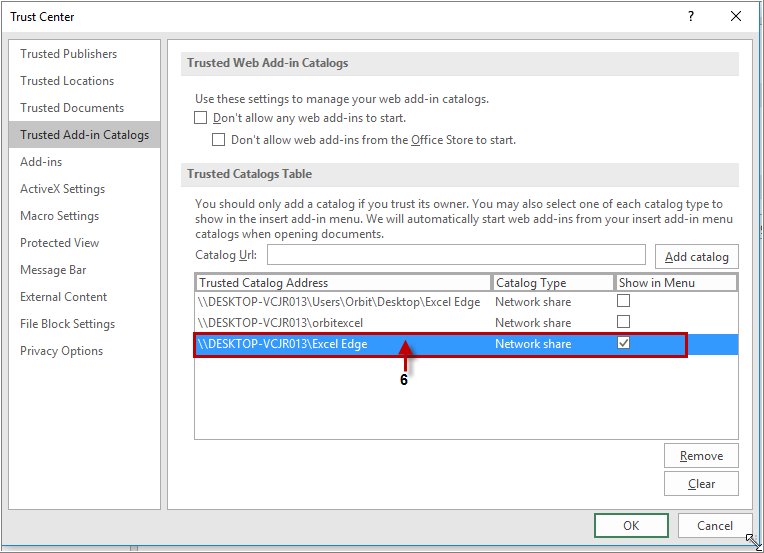 Trust Center
?
Trusted Publishers
Trusted Locations
Trusted Documents
Trusted Add-in Catalogs
Add-ins
ActiveX Settings
Macro Settings
Protected View
Message Bar
External Content
File Block Settings
Privacy Options
Trusted Web Add-in Catalogs
Use these settings to manage your web add-in catalogs.
Don't allow any web add-ins to start.
Don't allow web add-ins from the Office Store to start.
Trusted Catalogs Table
You should only add a catalog if you trust its owner. You may also select one of each catalog type to
show in the insert add-in menu. We will automatically start web add-ins from your insert add-in menu
catalogs when opening documents.
Catalog Url:
Add catalog
Trusted Catalog Address Catalog Type Show in Menu
\\DESKTOP-VCJR013\Users\Orbit\Desktop\Excel Edge Network share
\\DESKTOP-VCJR013\orbitexcel Network share
\\DESKTOP-VCJR013\Excel Edge Network share
6
Remove
Clear
OK Cancel